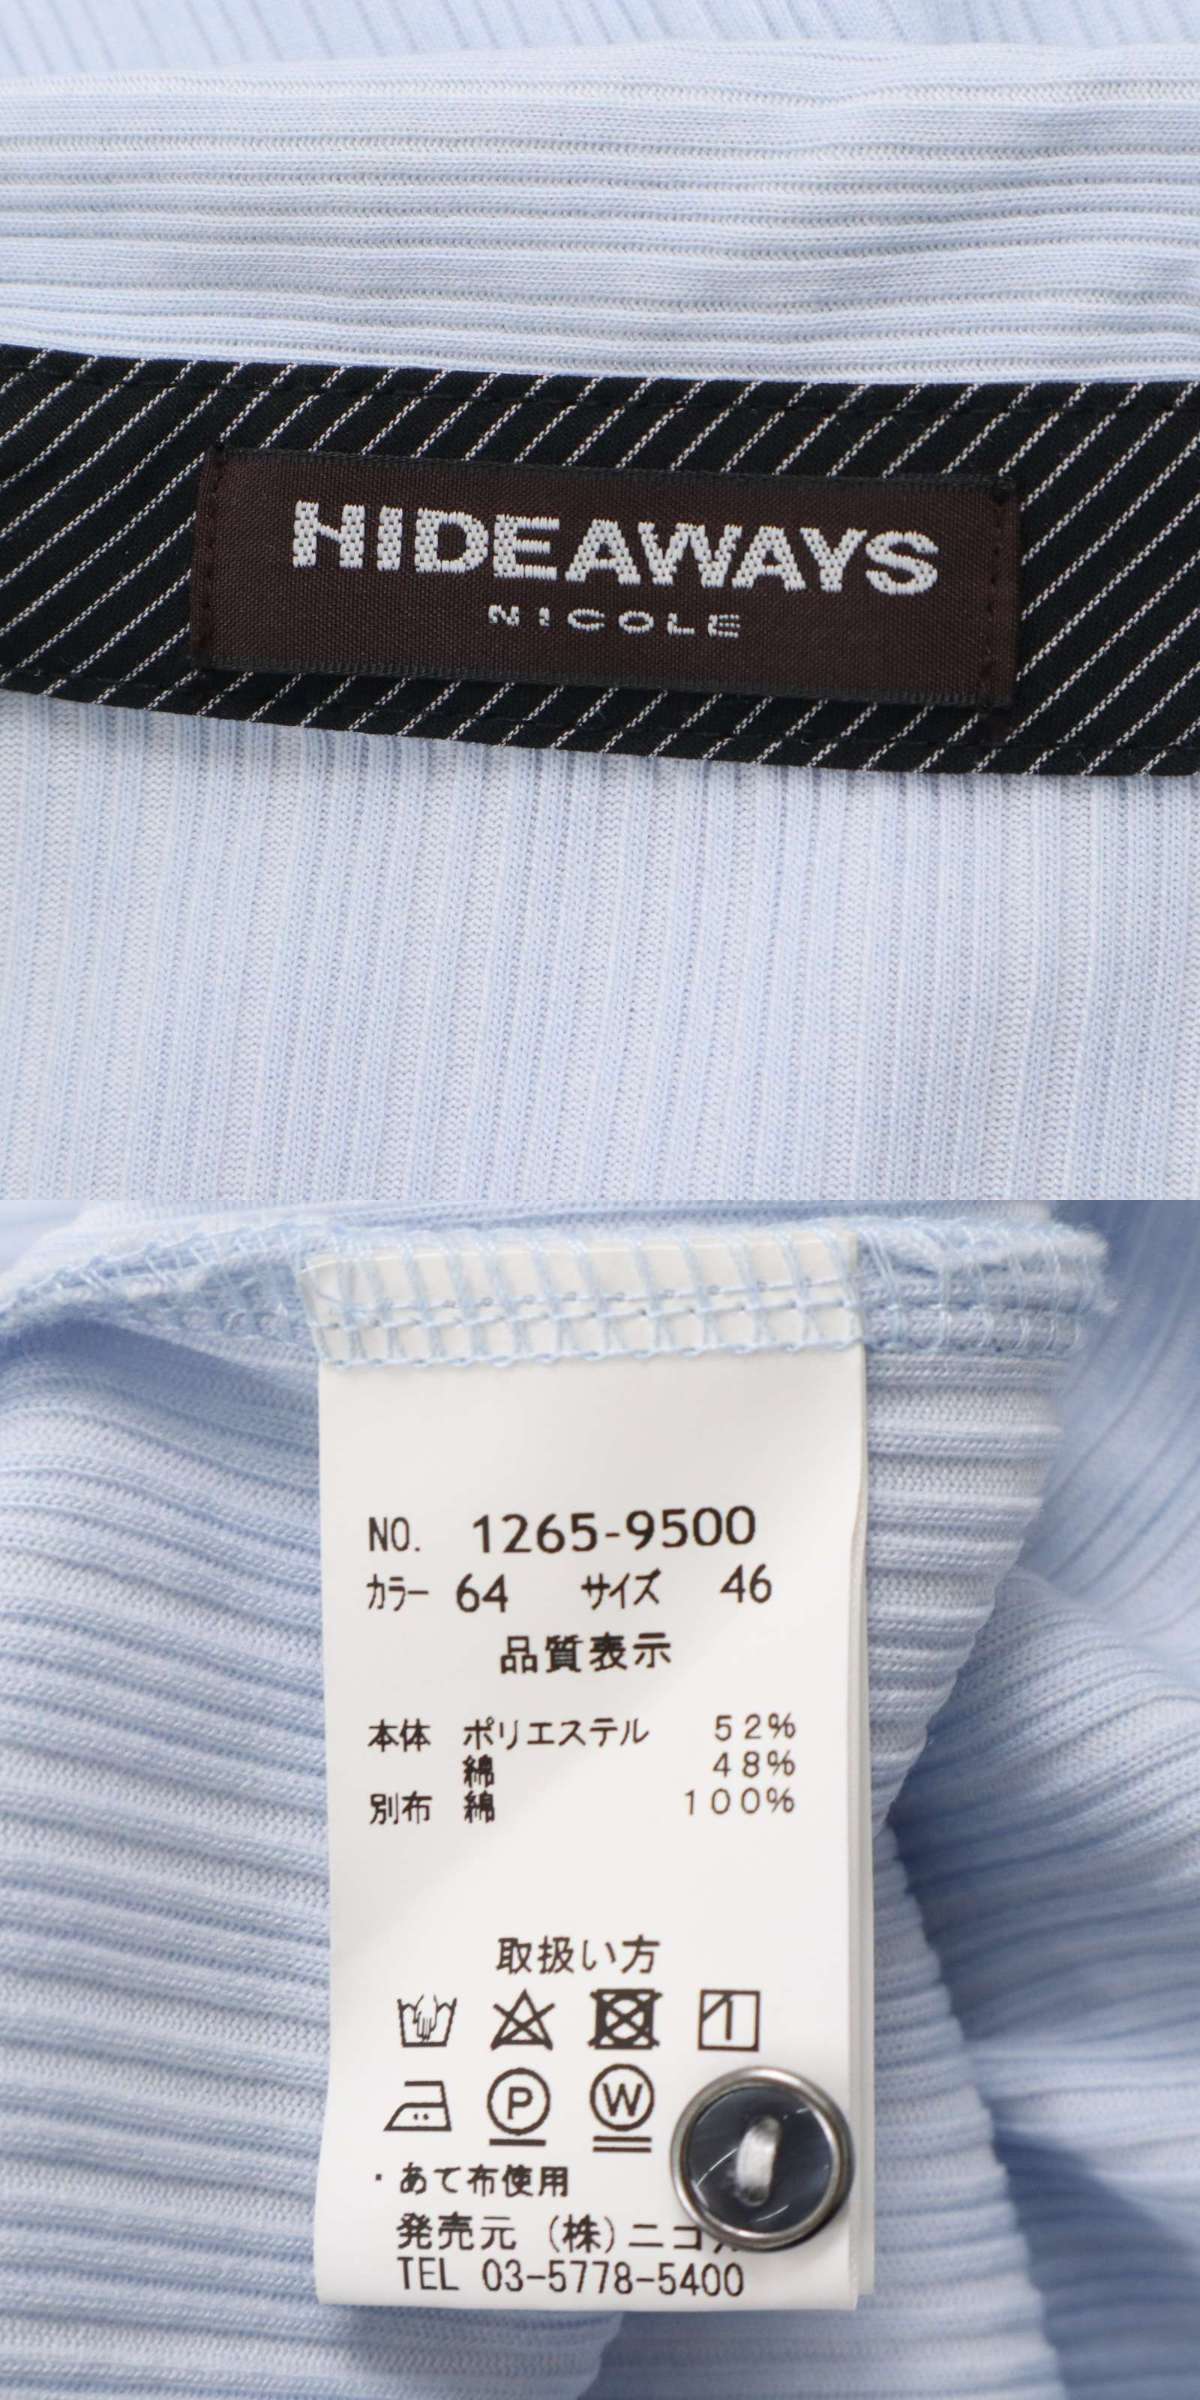 HIDEAWAYS
NICOLE
NO. 1265-9500
カラー 64 サイズ 46
品質表示
本体 ポリエステル 52%
綿 48%
別布 綿 100%
取扱い方
P W
・あて布使用
発売元 (株)ニコ
TEL 03-5778-5400